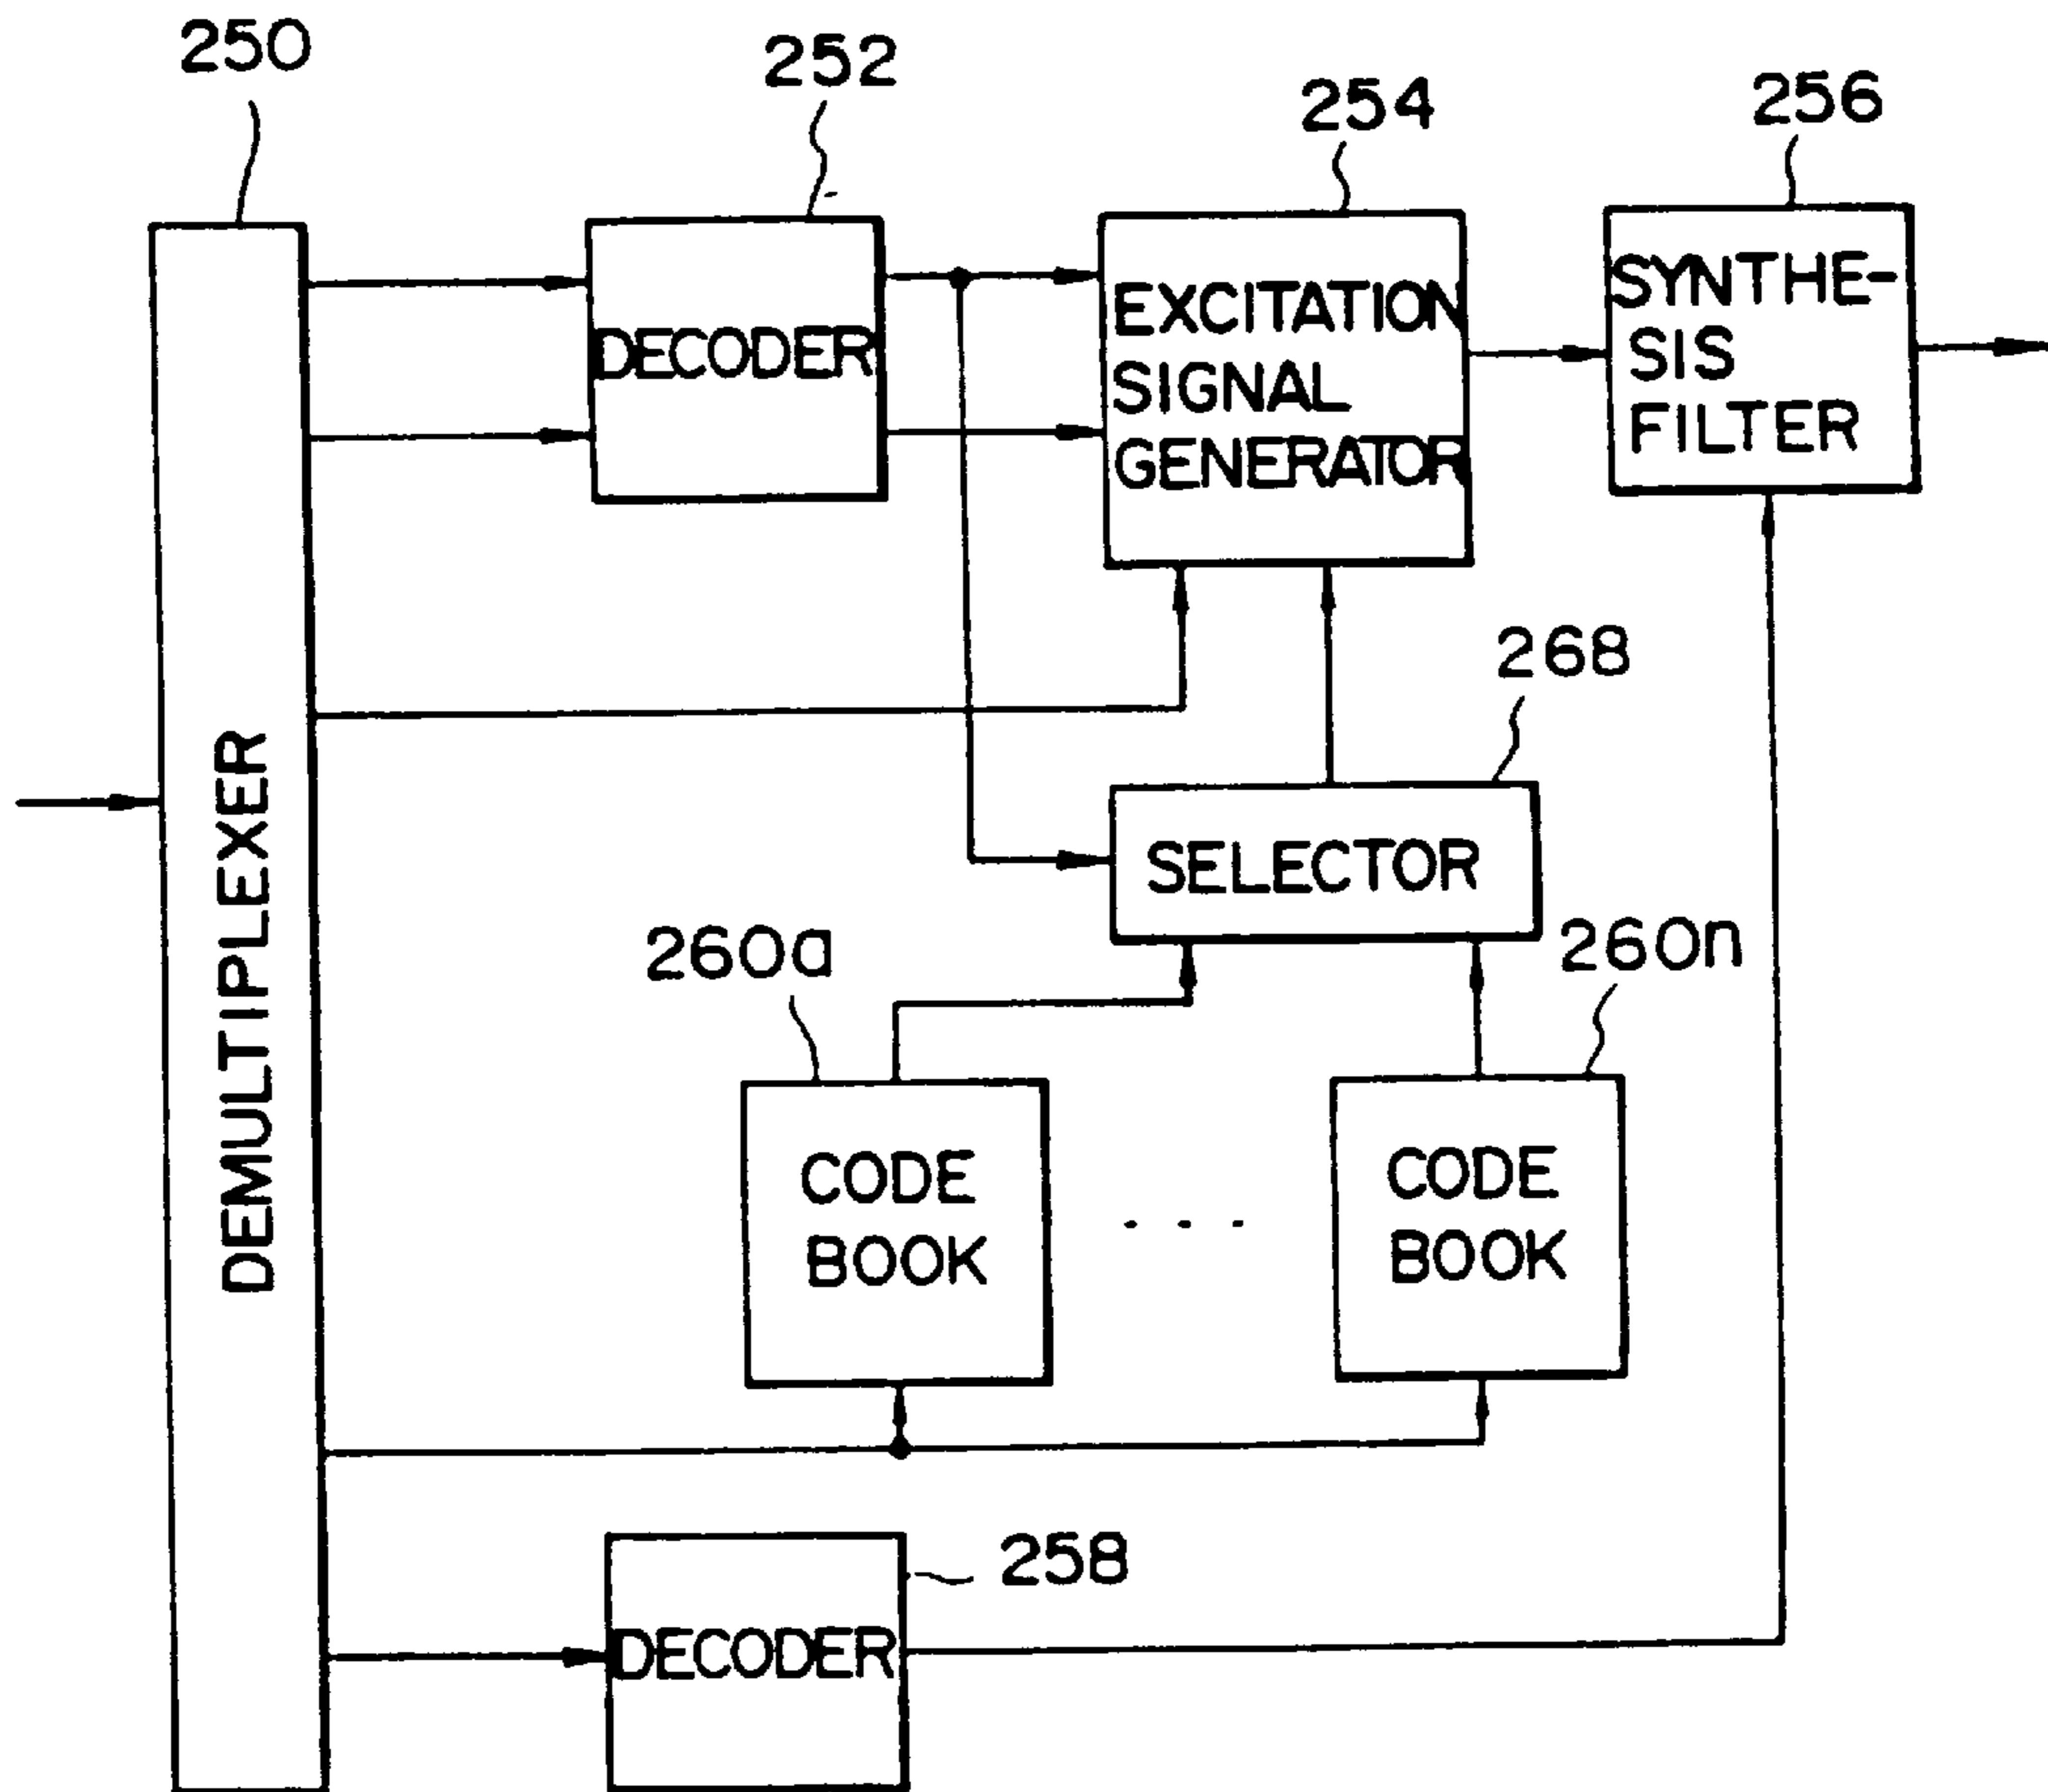 250
252
254
256
DECODER
EXCITATION
SIGNAL
GENERATOR
SYNTHE-
SIS
FILTER
268
DEMULTIPLEXER
SELECTOR
260a
260n
CODE
BOOK
. . .
CODE
BOOK
258
DECODER